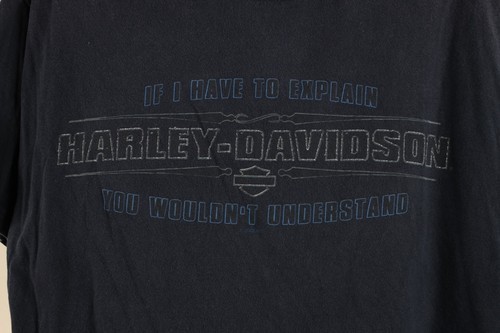 IF I HAVE TO EXPLAIN
HARLEY-DAVIDSON
YOU WOULDN'T UNDERSTAND